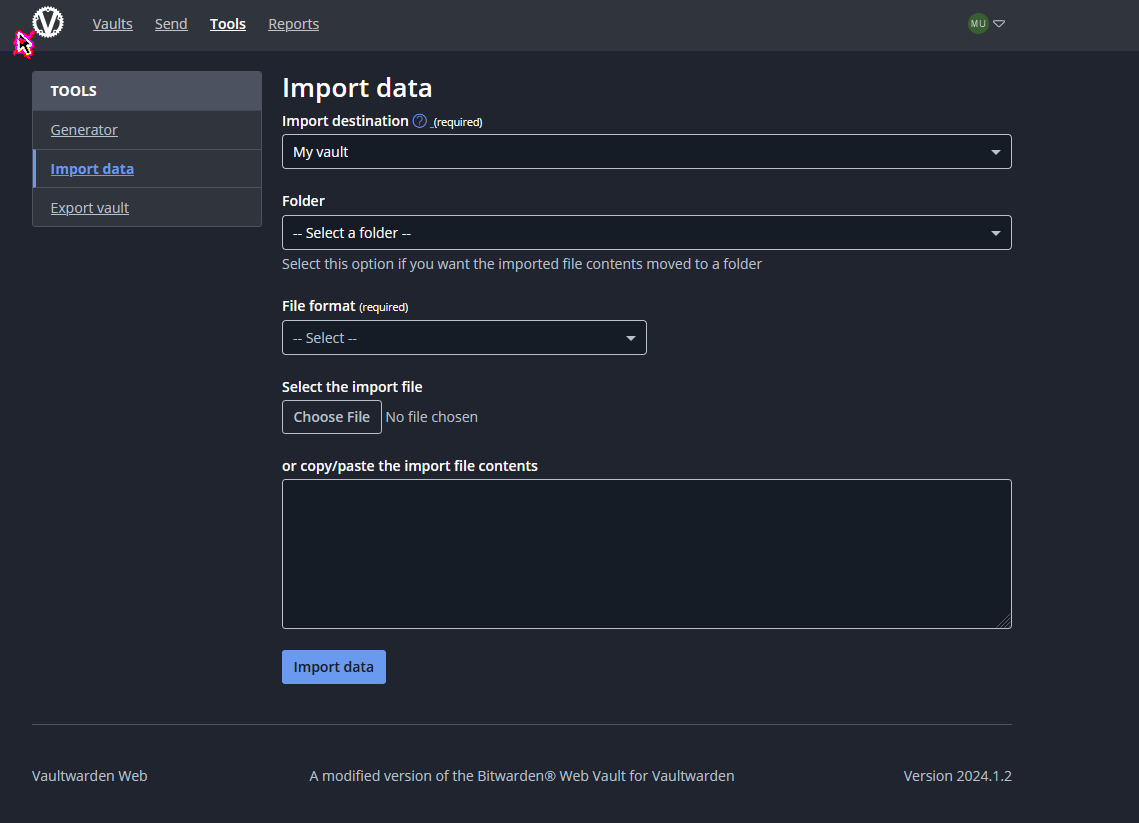 Vaults Send Tools Reports MU
TOOLS
Generator
Import data
Export vault
Import data
Import destination (required)
My vault
Folder
-- Select a folder --
Select this option if you want the imported file contents moved to a folder
File format (required)
-- Select --
Select the import file
Choose File No file chosen
or copy/paste the import file contents
Import data
Vaultwarden Web A modified version of the Bitwarden® Web Vault for Vaultwarden Version 2024.1.2